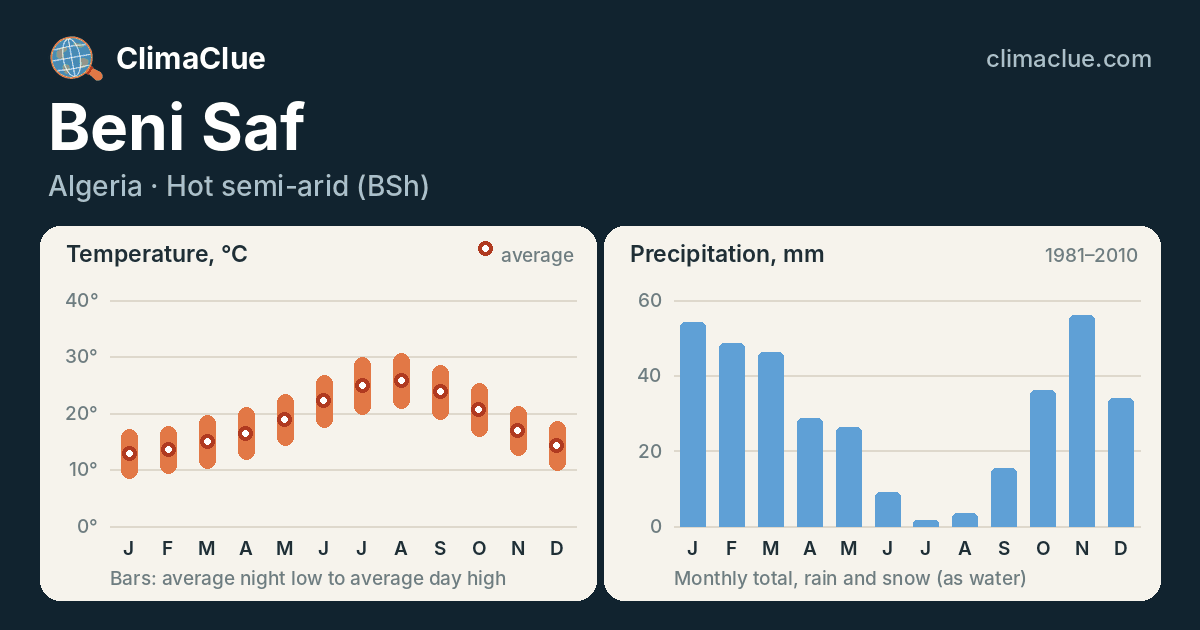 ClimaClue
climaclue.com
Beni Saf
Algeria · Hot semi-arid (BSh)
Temperature, °C
average
40°
30°
20°
10°
0°
J F M A M J J A S O N D
Bars: average night low to average day high
Precipitation, mm
1981–2010
60
40
20
0
J F M A M J J A S O N D
Monthly total, rain and snow (as water)